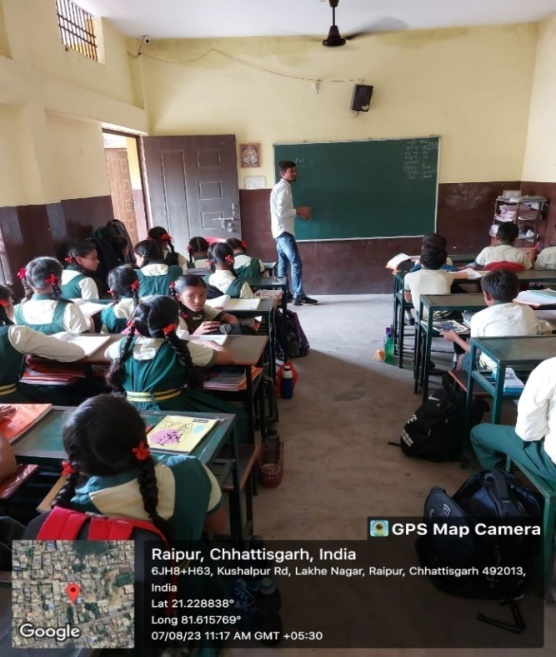 GPS Map Camera
Raipur, Chhattisgarh, India
6JH8+H63, Kushalpur Rd, Lakhe Nagar, Raipur, Chhattisgarh 492013,
India
Lat 21.228838°
Long 81.615769°
07/08/23 11:17 AM GMT +05:30
Google